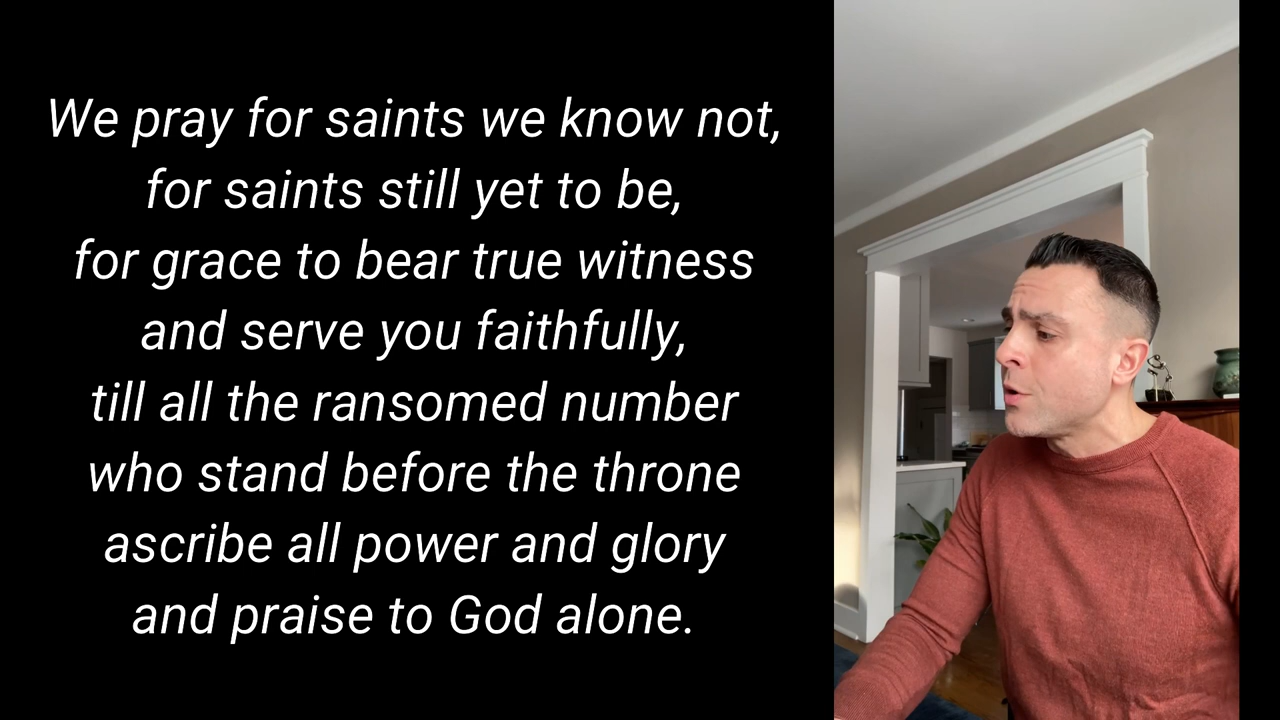 We pray for saints we know not,
for saints still yet to be,
for grace to bear true witness
and serve you faithfully,
till all the ransomed number
who stand before the throne
ascribe all power and glory
and praise to God alone.